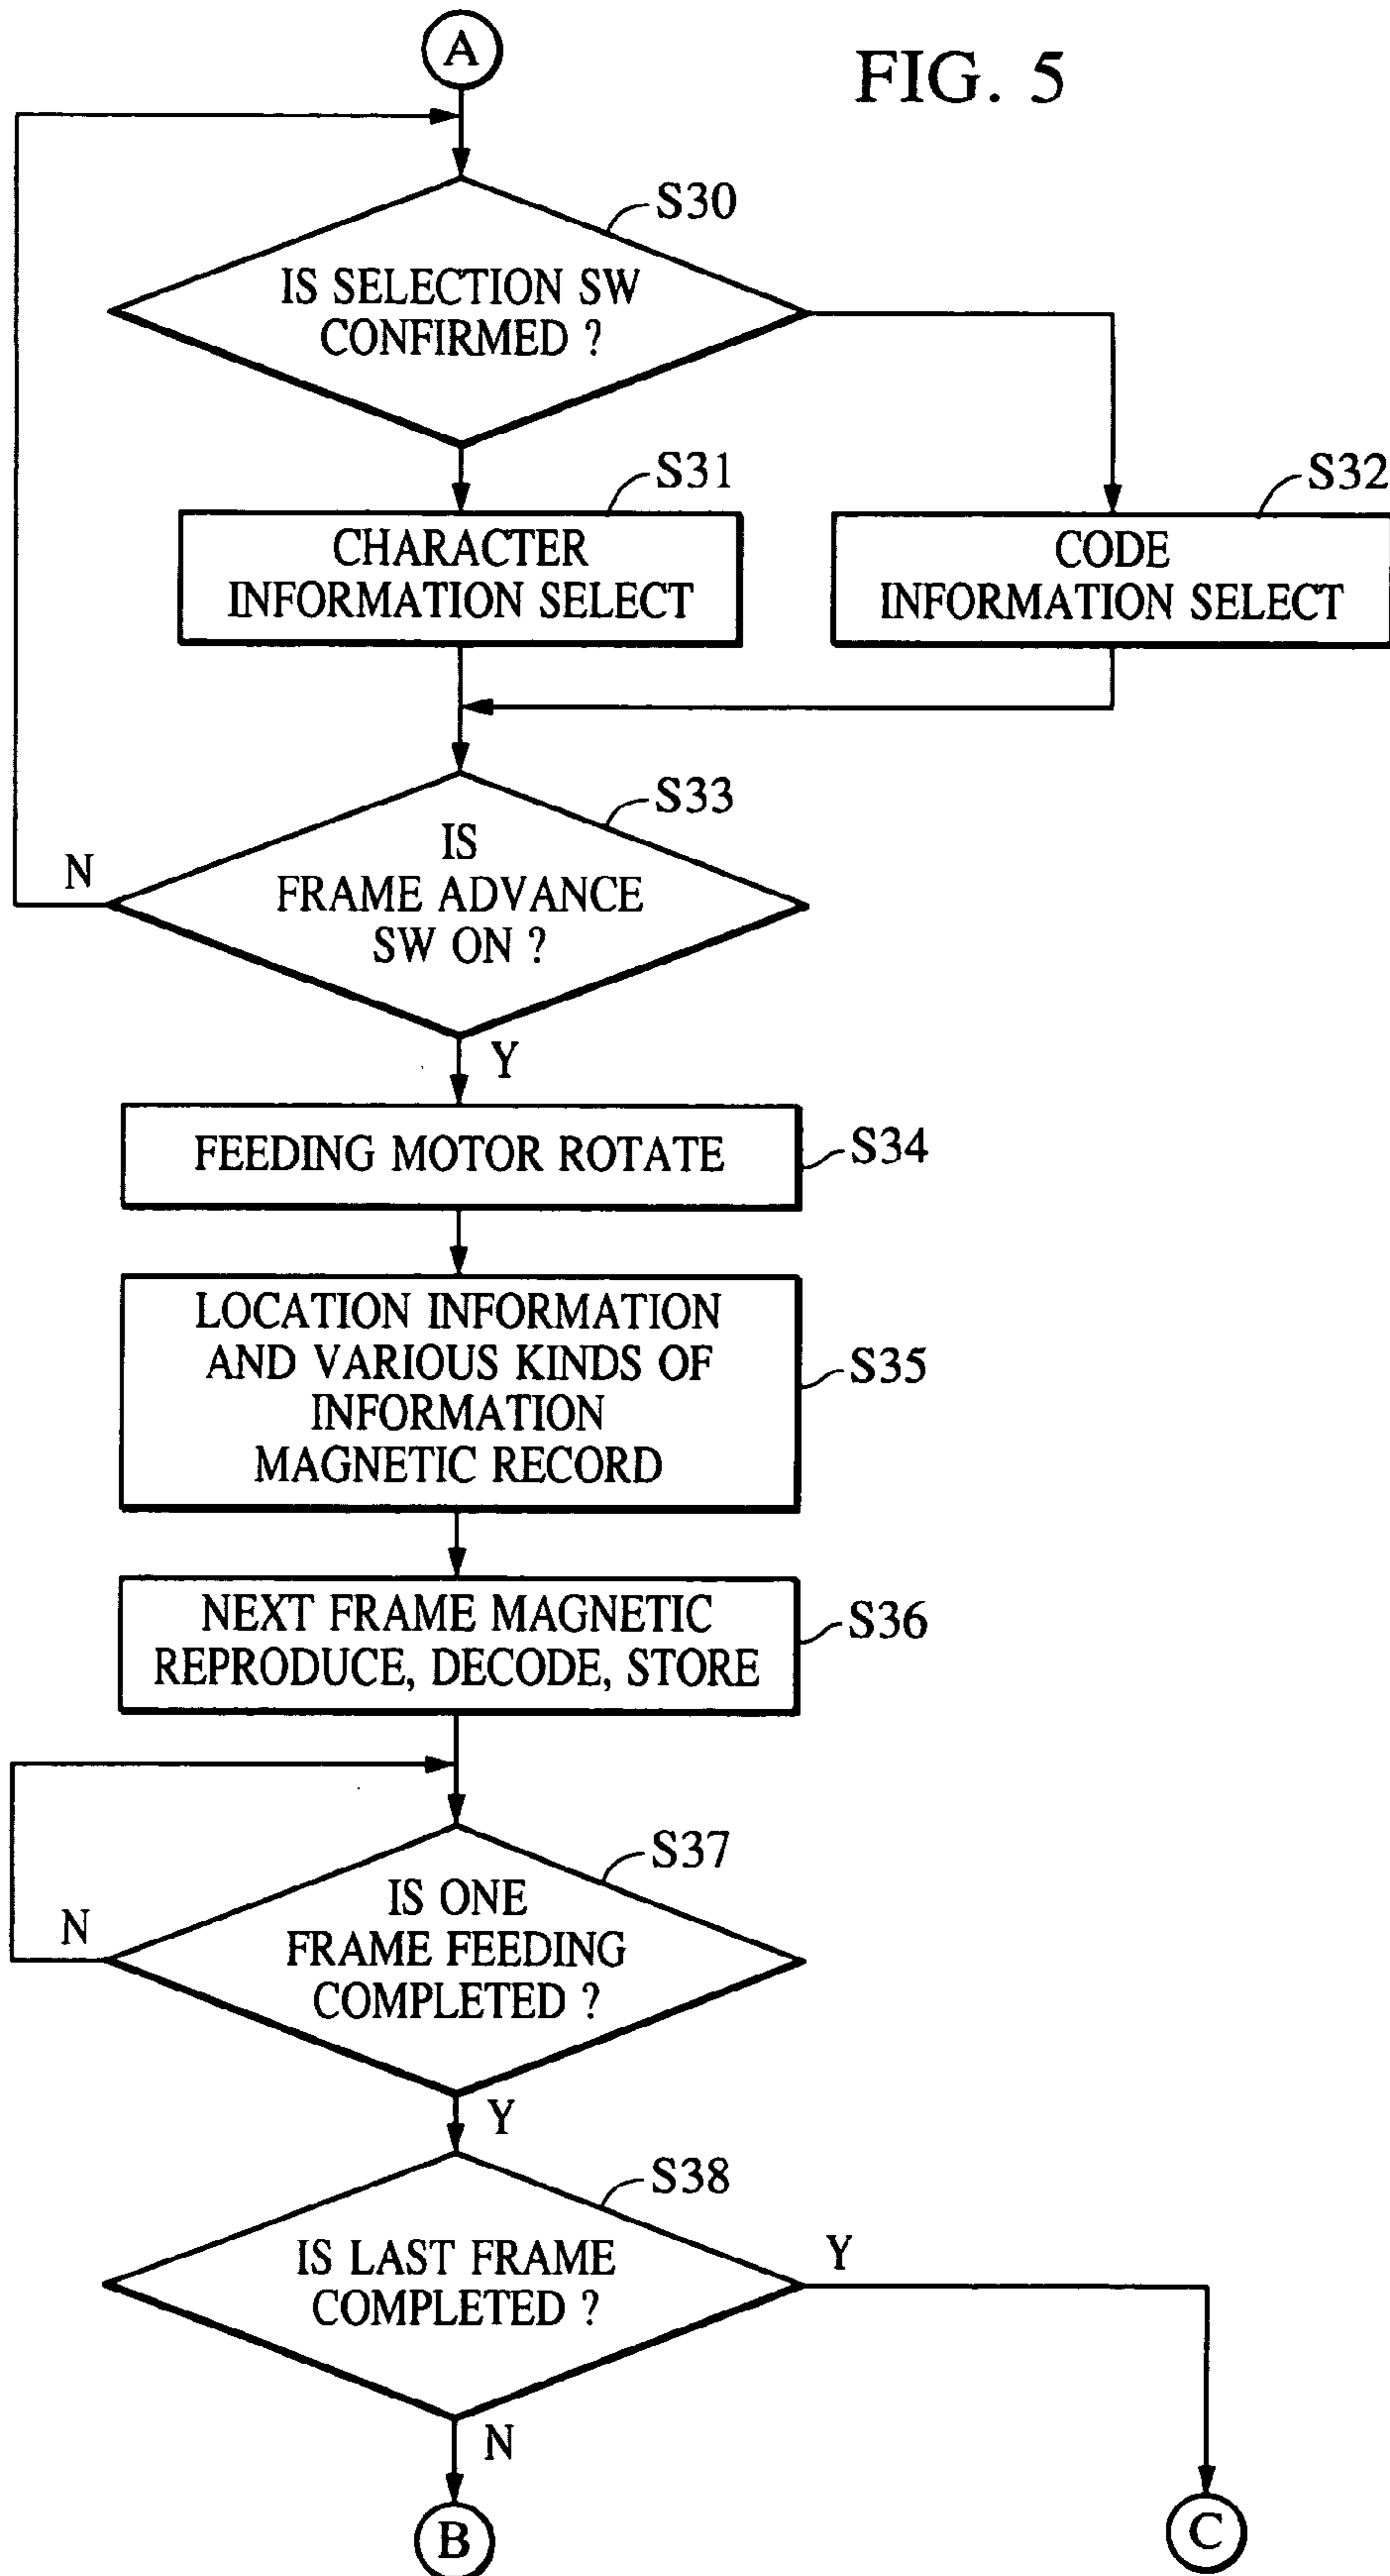 A
FIG. 5
S30
IS SELECTION SW
CONFIRMED ?
S31
CHARACTER
INFORMATION SELECT
S32
CODE
INFORMATION SELECT
S33
IS
FRAME ADVANCE
SW ON ?
N
Y
FEEDING MOTOR ROTATE
S34
LOCATION INFORMATION
AND VARIOUS KINDS OF
INFORMATION
MAGNETIC RECORD
S35
NEXT FRAME MAGNETIC
REPRODUCE, DECODE, STORE
S36
S37
IS ONE
FRAME FEEDING
COMPLETED ?
N
Y
S38
IS LAST FRAME
COMPLETED ?
Y
N
B
C